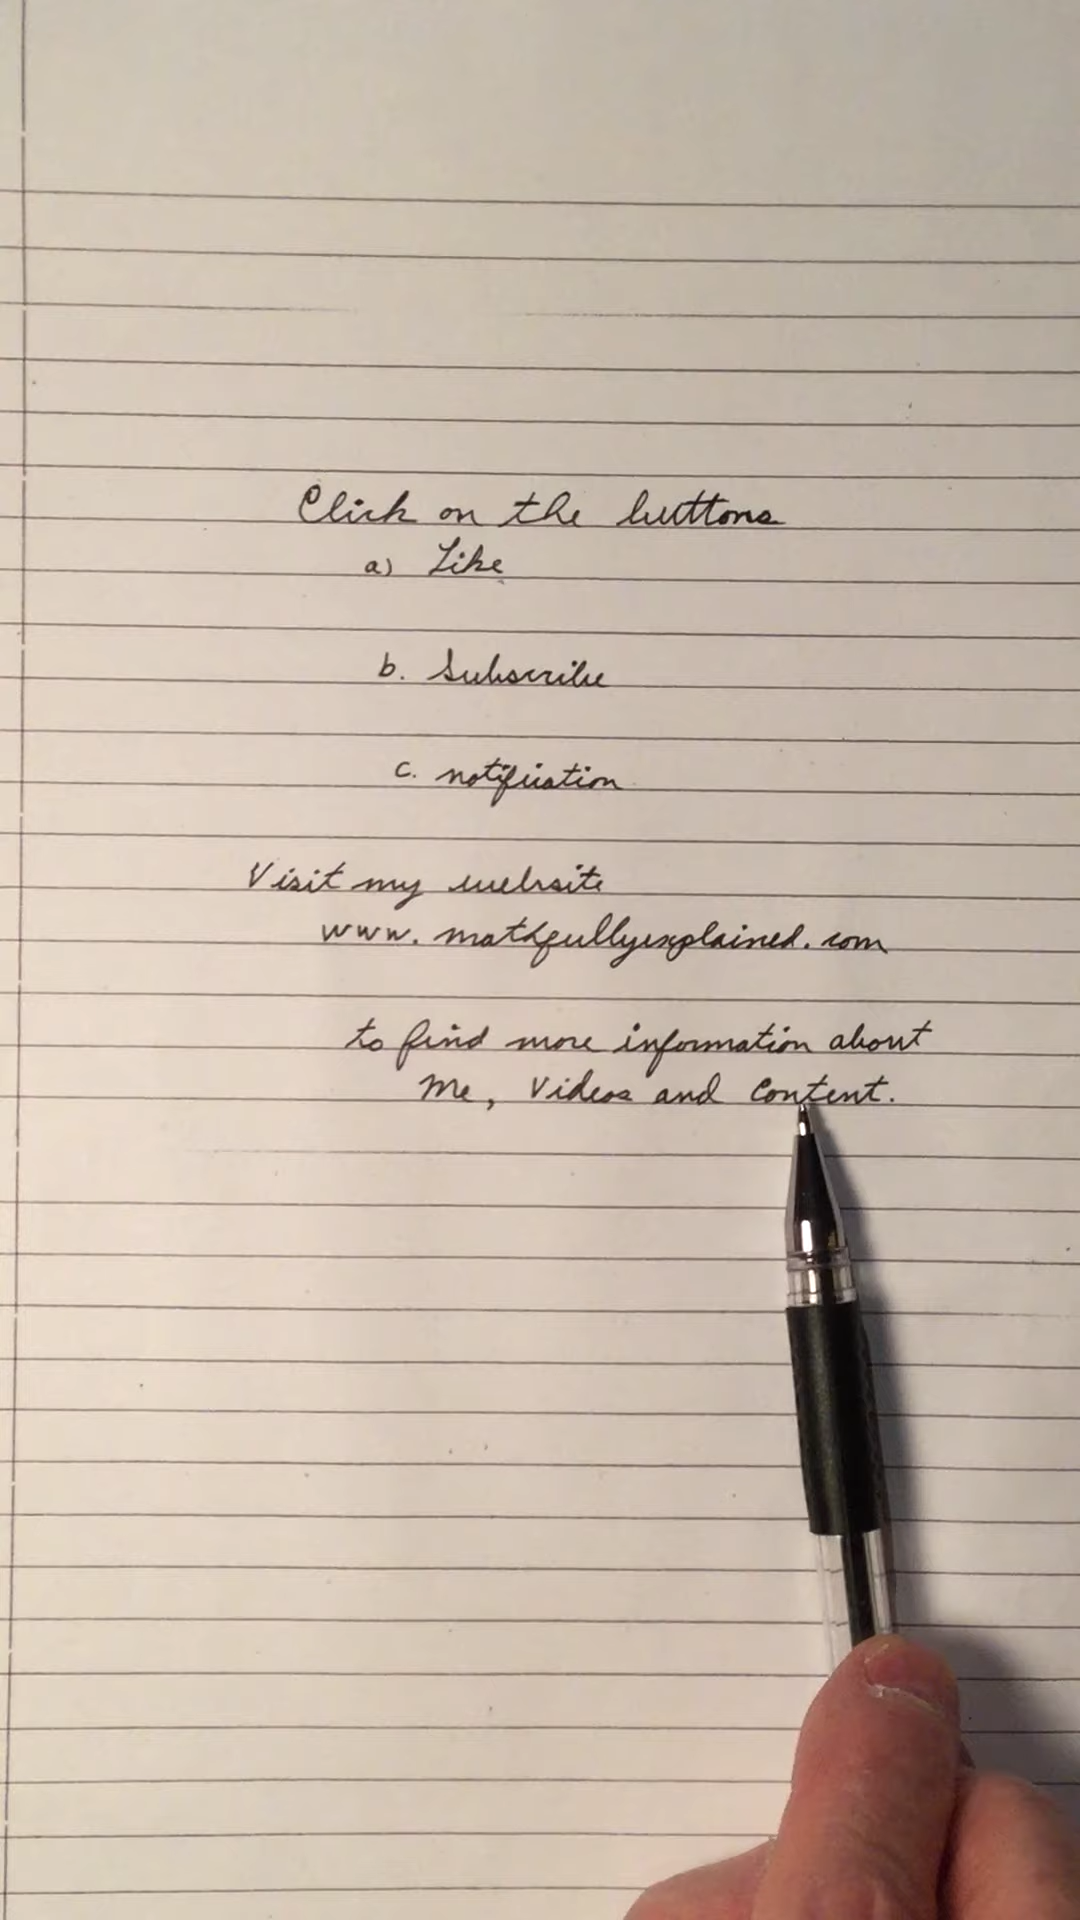 Click on the buttons
a) Like
b. Subscribe
c. notification
Visit my website
www.mathfullyexplained.com
to find more information about
Me, Videos and Content.